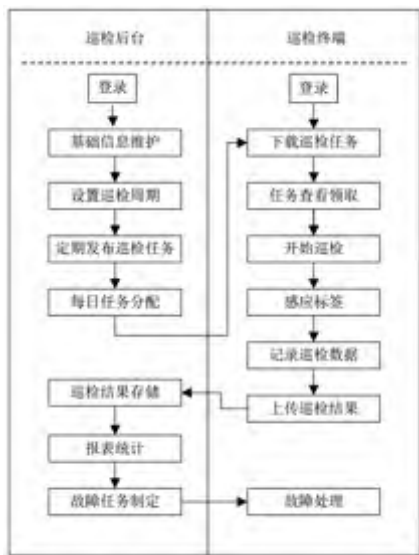 巡检后台
巡检终端
登录
登录
基础信息维护
下载巡检任务
设置巡检周期
任务查看领取
定期发布巡检任务
开始巡检
每日任务分配
感应标签
记录巡检数据
巡检结果存储
上传巡检结果
报表统计
故障任务制定
故障处理